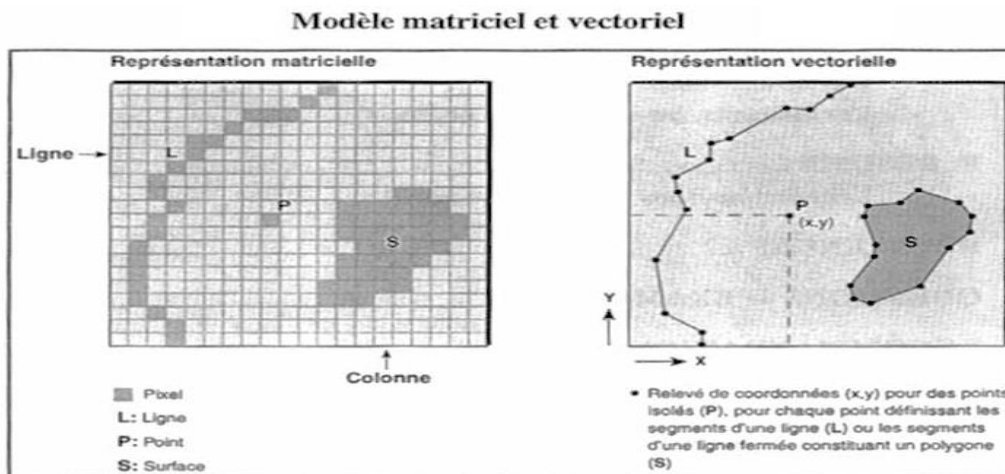 Modèle matriciel et vectoriel
Représentation matricielle
Ligne
L
P
S
Colonne
Pixel
L: Ligne
P: Point
S: Surface
Représentation vectorielle
L
P
(x,y)
S
Y
X
• Relevé de coordonnées (x,y) pour des points
isolés (P), pour chaque point définissant les
segments d'une ligne (L) ou les segments
d'une ligne fermée constituant un polygone
(S)